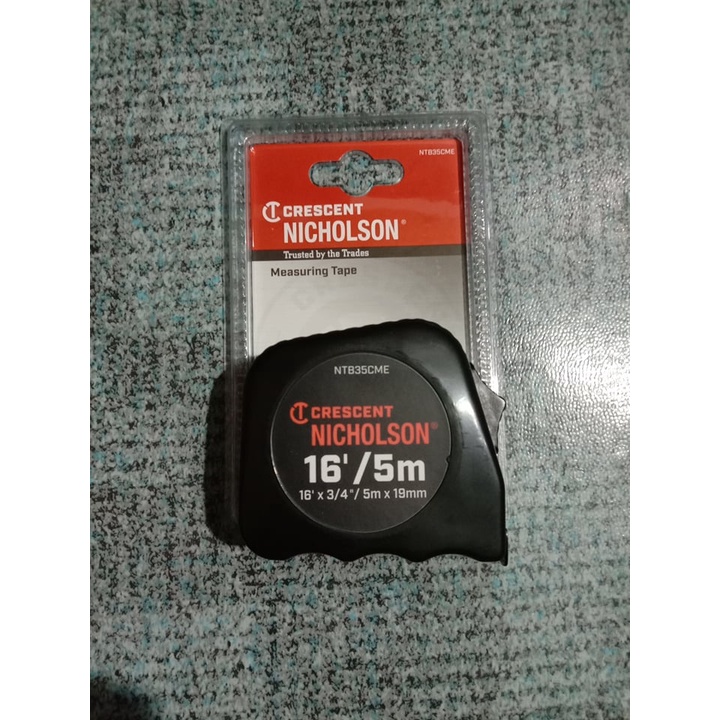 NTB35CME
CRESCENT
NICHOLSON®
Trusted by the Trades
Measuring Tape
NTB35CME
CRESCENT
NICHOLSON®
16'/5m
16' x 3/4"/ 5m x 19mm